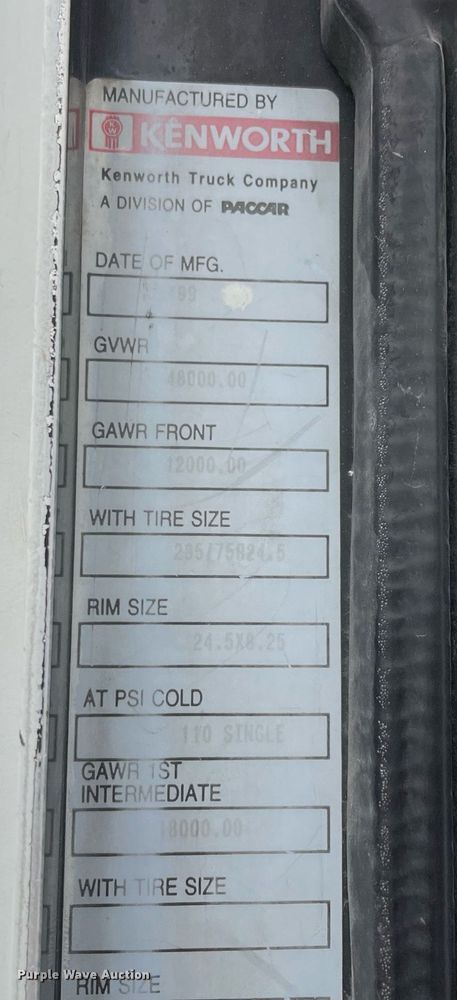 MANUFACTURED BY
KW KENWORTH
Kenworth Truck Company
A DIVISION OF PACCAR
DATE OF MFG.
99
GVWR
48000.00
GAWR FRONT
12000.00
WITH TIRE SIZE
285/75R24.5
RIM SIZE
24.5X8.25
AT PSI COLD
110 SINGLE
GAWR 1ST
INTERMEDIATE
18000.00
WITH TIRE SIZE
RIM SIZE
Purple Wave Auction